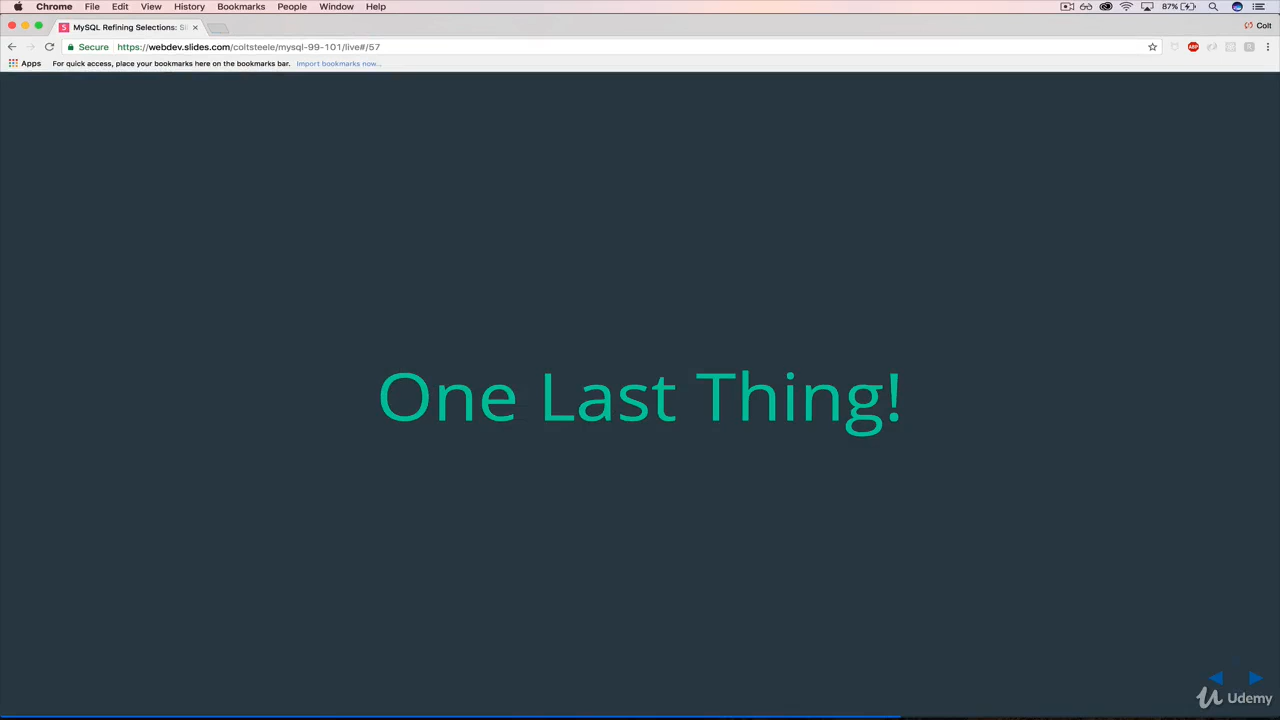 Chrome File Edit View History Bookmarks People Window Help 87%
MySQL Refining Selections: Sli Colt
Secure https://webdev.slides.com/coltsteele/mysql-99-101/live#/57 ABP
Apps For quick access, place your bookmarks here on the bookmarks bar. Import bookmarks now...
One Last Thing!
Udemy